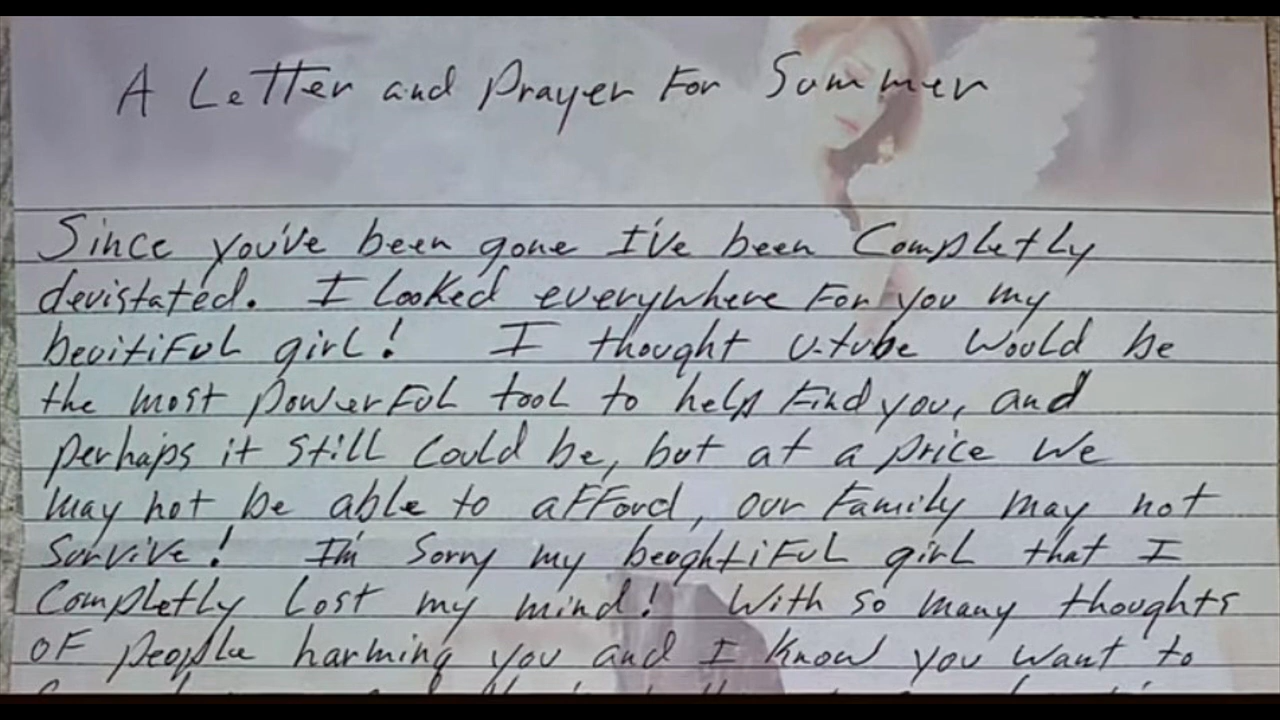 A Letter and Prayer For Summer
Since you've been gone I've been Completly
devistated. I looked everywhere For you my
beuitiFul girl! I thought U-tube Would be
the most powerFul tool to help Find you, and
perhaps it still Could be, but at a price We
may not be able to aFFord, our Family may not
Survive! I'm Sorry my beaghtiFul girl that I
Completly Lost my mind! With so many thoughts
oF people harming you and I Know you Want to